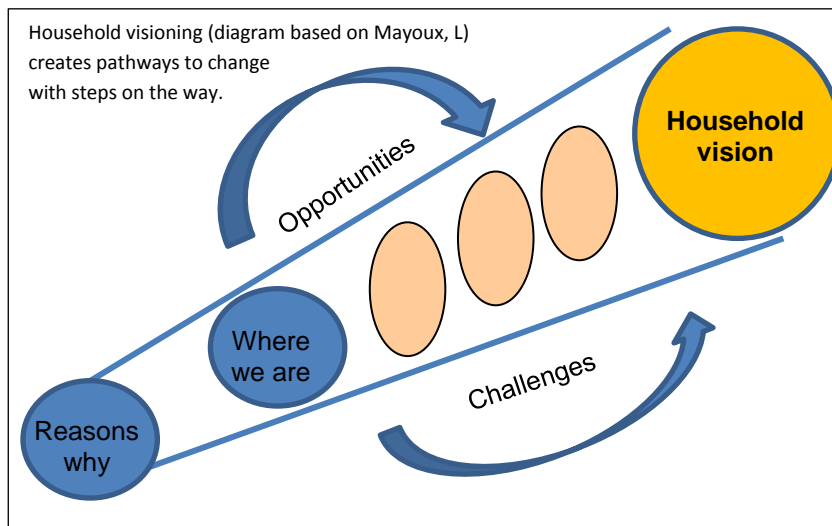 Household visioning (diagram based on Mayoux, L)
creates pathways to change
with steps on the way.
Household
vision
Opportunities
Where
we are
Challenges
Reasons
why